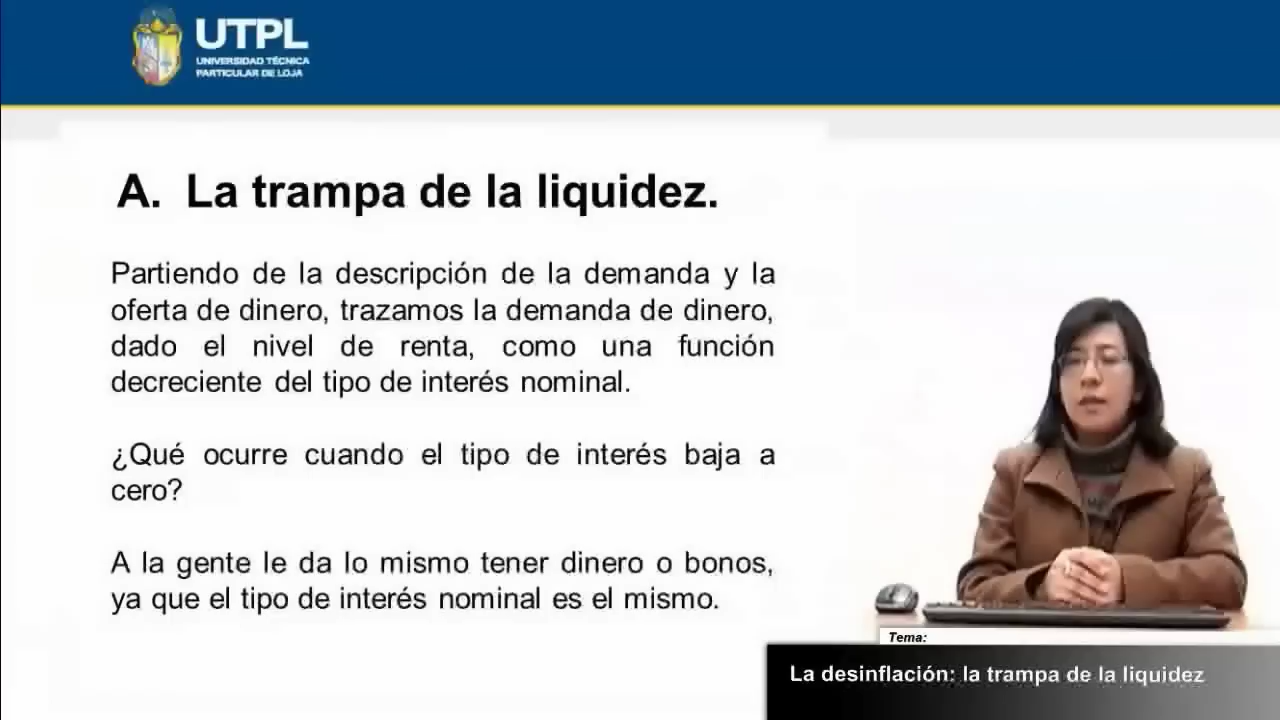 UTPL
UNIVERSIDAD TÉCNICA
PARTICULAR DE LOJA
A. La trampa de la liquidez.
Partiendo de la descripción de la demanda y la
oferta de dinero, trazamos la demanda de dinero,
dado el nivel de renta, como una función
decreciente del tipo de interés nominal.
¿Qué ocurre cuando el tipo de interés baja a
cero?
A la gente le da lo mismo tener dinero o bonos,
ya que el tipo de interés nominal es el mismo.
Tema:
La desinflación: la trampa de la liquidez